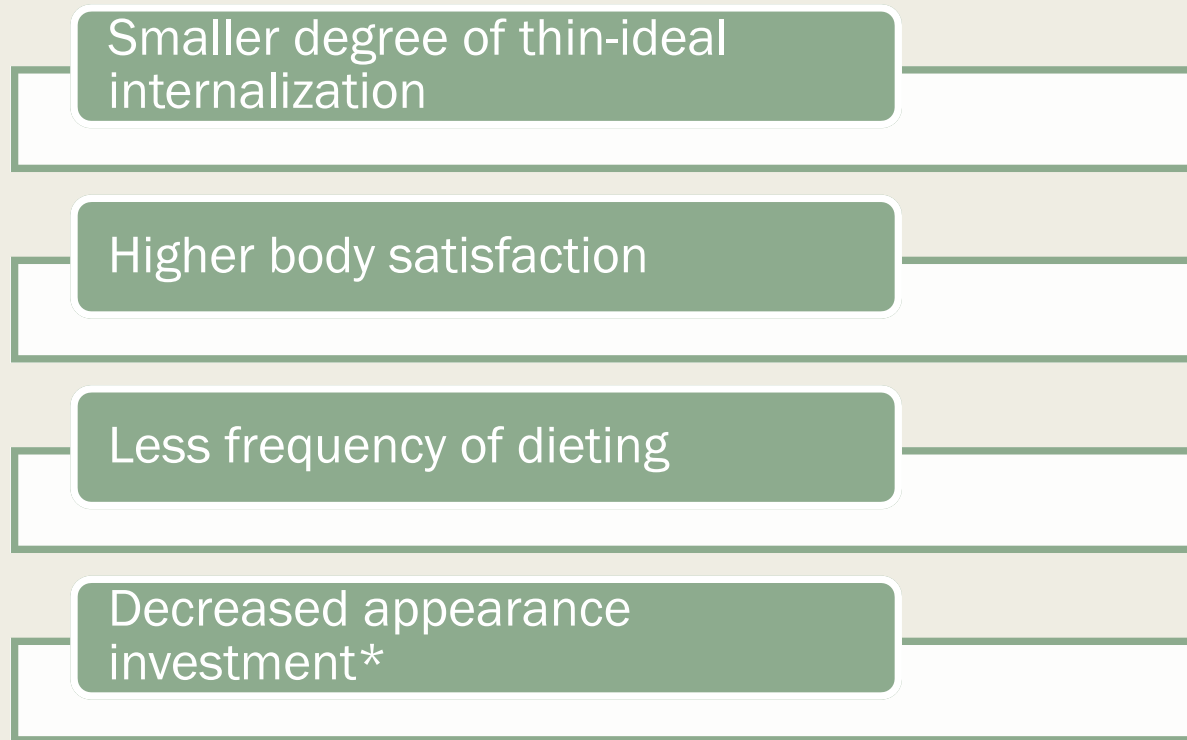 Smaller degree of thin-ideal
internalization
Higher body satisfaction
Less frequency of dieting
Decreased appearance
investment*